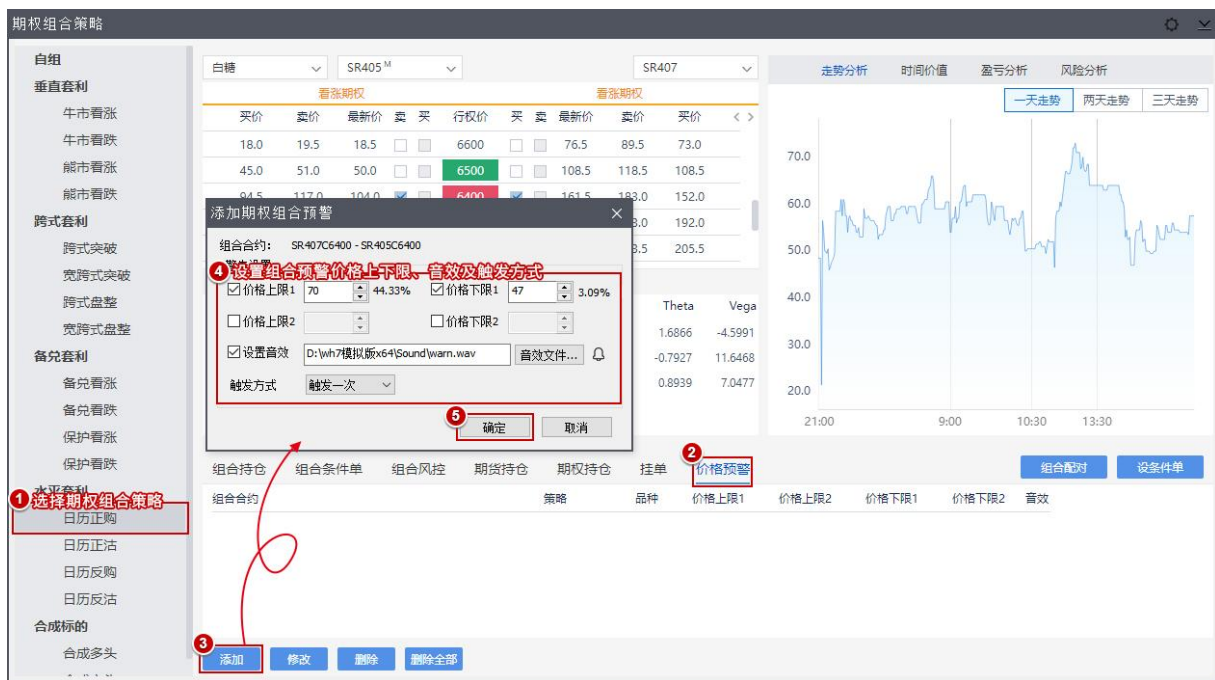 期权组合策略
自组
垂直套利
牛市看涨
牛市看跌
熊市看涨
熊市看跌
跨式套利
跨式突破
宽跨式突破
跨式盘整
宽跨式盘整
备兑套利
备兑看涨
备兑看跌
保护看涨
保护看跌
1 选择期权组合策略
日历正购
日历正沽
日历反购
日历反沽
合成标的
合成多头
白糖 SR405 M SR407
看涨期权 看涨期权
买价 卖价 最新价 卖 买 行权价 买 卖 最新价 卖价 买价 < >
18.0 19.5 18.5 6600 76.5 89.5 73.0
45.0 51.0 50.0 6500 108.5 118.5 108.5
94.5 117.0 104.0 6400 161.5 183.0 152.0
3.0 192.0
8.5 205.5
Theta Vega
1.6866 -4.5991
-0.7927 11.6468
0.8939 7.0477
添加期权组合预警
组合合约: SR407C6400 - SR405C6400
4 设置组合预警价格上下限、音效及触发方式
价格上限1 70 44.33% 价格下限1 47 3.09%
价格上限2 价格下限2
设置音效 D:\wh7模拟版x64\Sound\warn.wav 音效文件...
触发方式 触发一次
5 确定 取消
走势分析 时间价值 盈亏分析 风险分析
一天走势 两天走势 三天走势
70.0
60.0
50.0
40.0
30.0
20.0
21:00 9:00 10:30 13:30
组合持仓 组合条件单 组合风控 期货持仓 期权持仓 挂单 2 价格预警 组合配对 设条件单
组合合约 策略 品种 价格上限1 价格上限2 价格下限1 价格下限2 音效
3 添加 修改 删除 删除全部